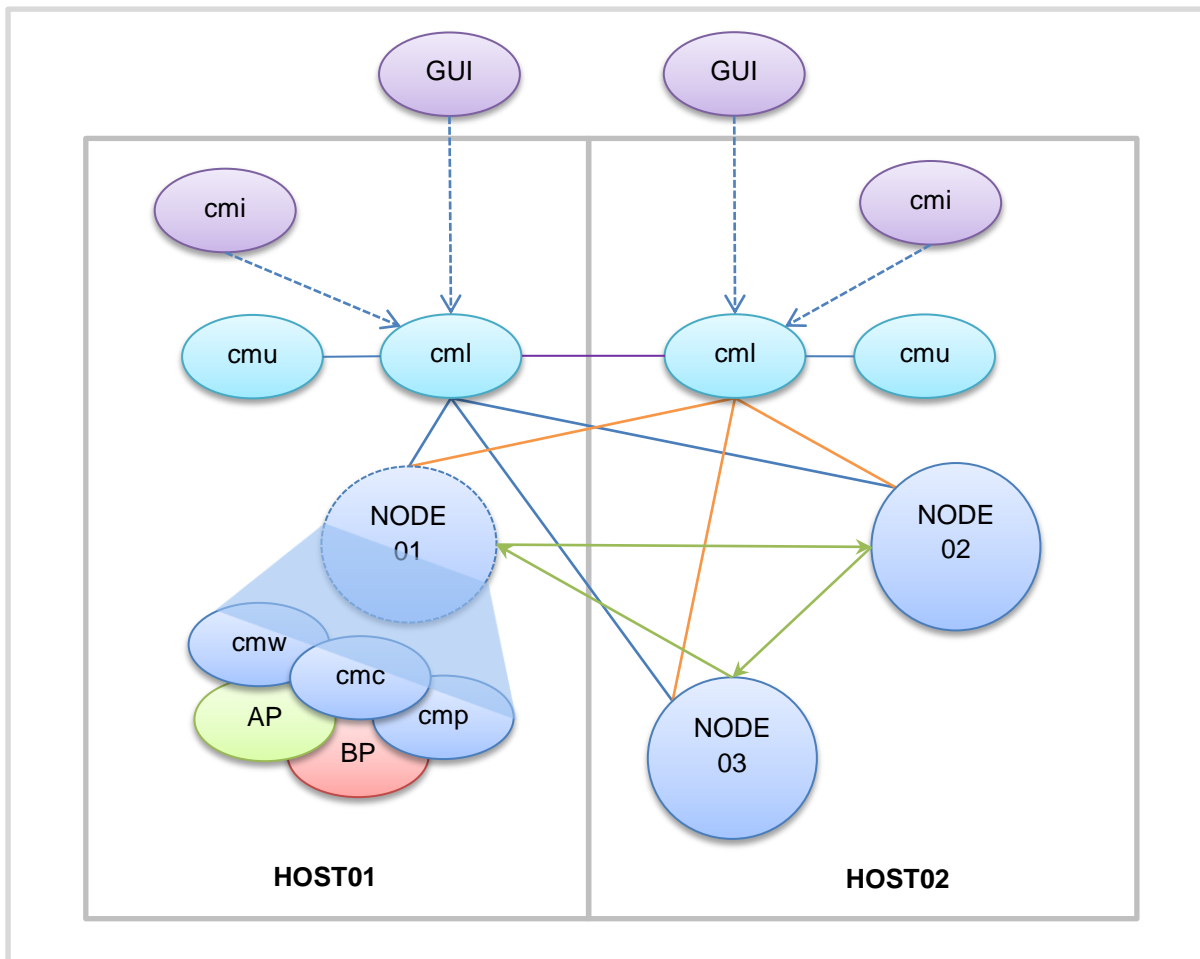 GUI
GUI
cmi
cmi
cmu
cml
cml
cmu
NODE
01
NODE
02
cmw
cmc
AP
cmp
BP
NODE
03
HOST01
HOST02